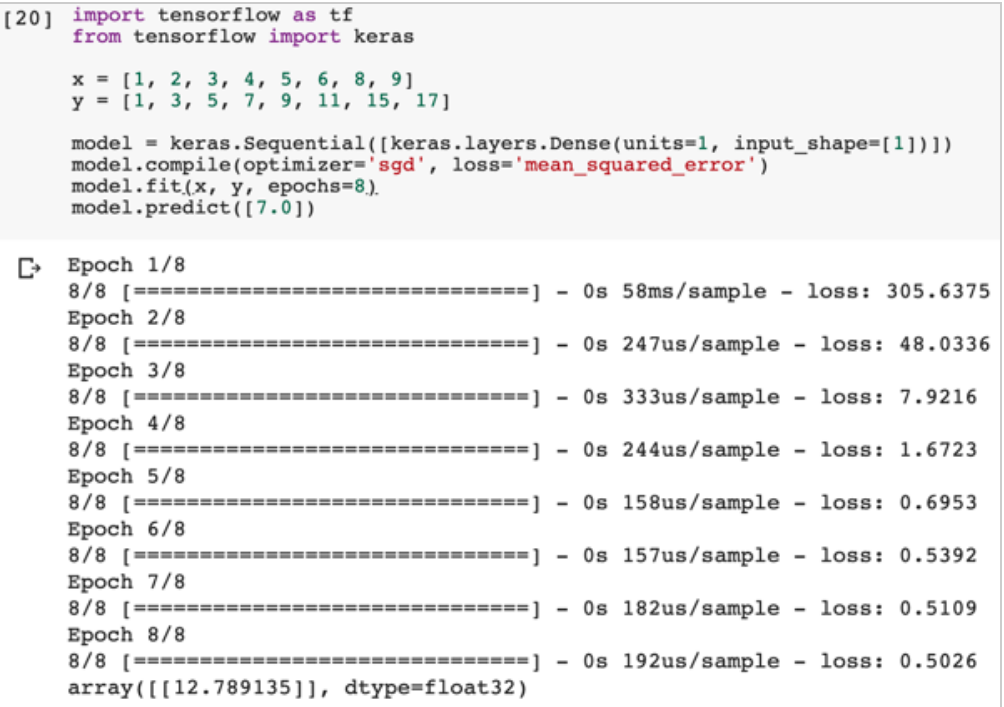 [20] import tensorflow as tf
from tensorflow import keras
x = [1, 2, 3, 4, 5, 6, 8, 9]
y = [1, 3, 5, 7, 9, 11, 15, 17]
model = keras.Sequential([keras.layers.Dense(units=1, input_shape=[1])])
model.compile(optimizer='sgd', loss='mean_squared_error')
model.fit(x, y, epochs=8)
model.predict([7.0])
Epoch 1/8
8/8 [==============================] - 0s 58ms/sample - loss: 305.6375
Epoch 2/8
8/8 [==============================] - 0s 247us/sample - loss: 48.0336
Epoch 3/8
8/8 [==============================] - 0s 333us/sample - loss: 7.9216
Epoch 4/8
8/8 [==============================] - 0s 244us/sample - loss: 1.6723
Epoch 5/8
8/8 [==============================] - 0s 158us/sample - loss: 0.6953
Epoch 6/8
8/8 [==============================] - 0s 157us/sample - loss: 0.5392
Epoch 7/8
8/8 [==============================] - 0s 182us/sample - loss: 0.5109
Epoch 8/8
8/8 [==============================] - 0s 192us/sample - loss: 0.5026
array([[12.789135]], dtype=float32)